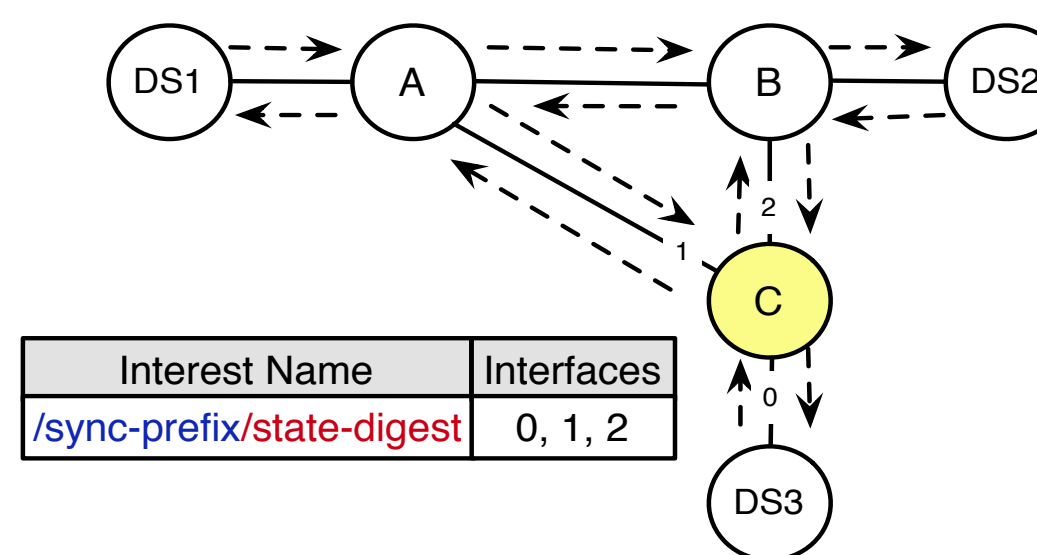 DS1
A
B
DS2
2
1
C
Interest Name Interfaces
/sync-prefix/state-digest 0, 1, 2
0
DS3